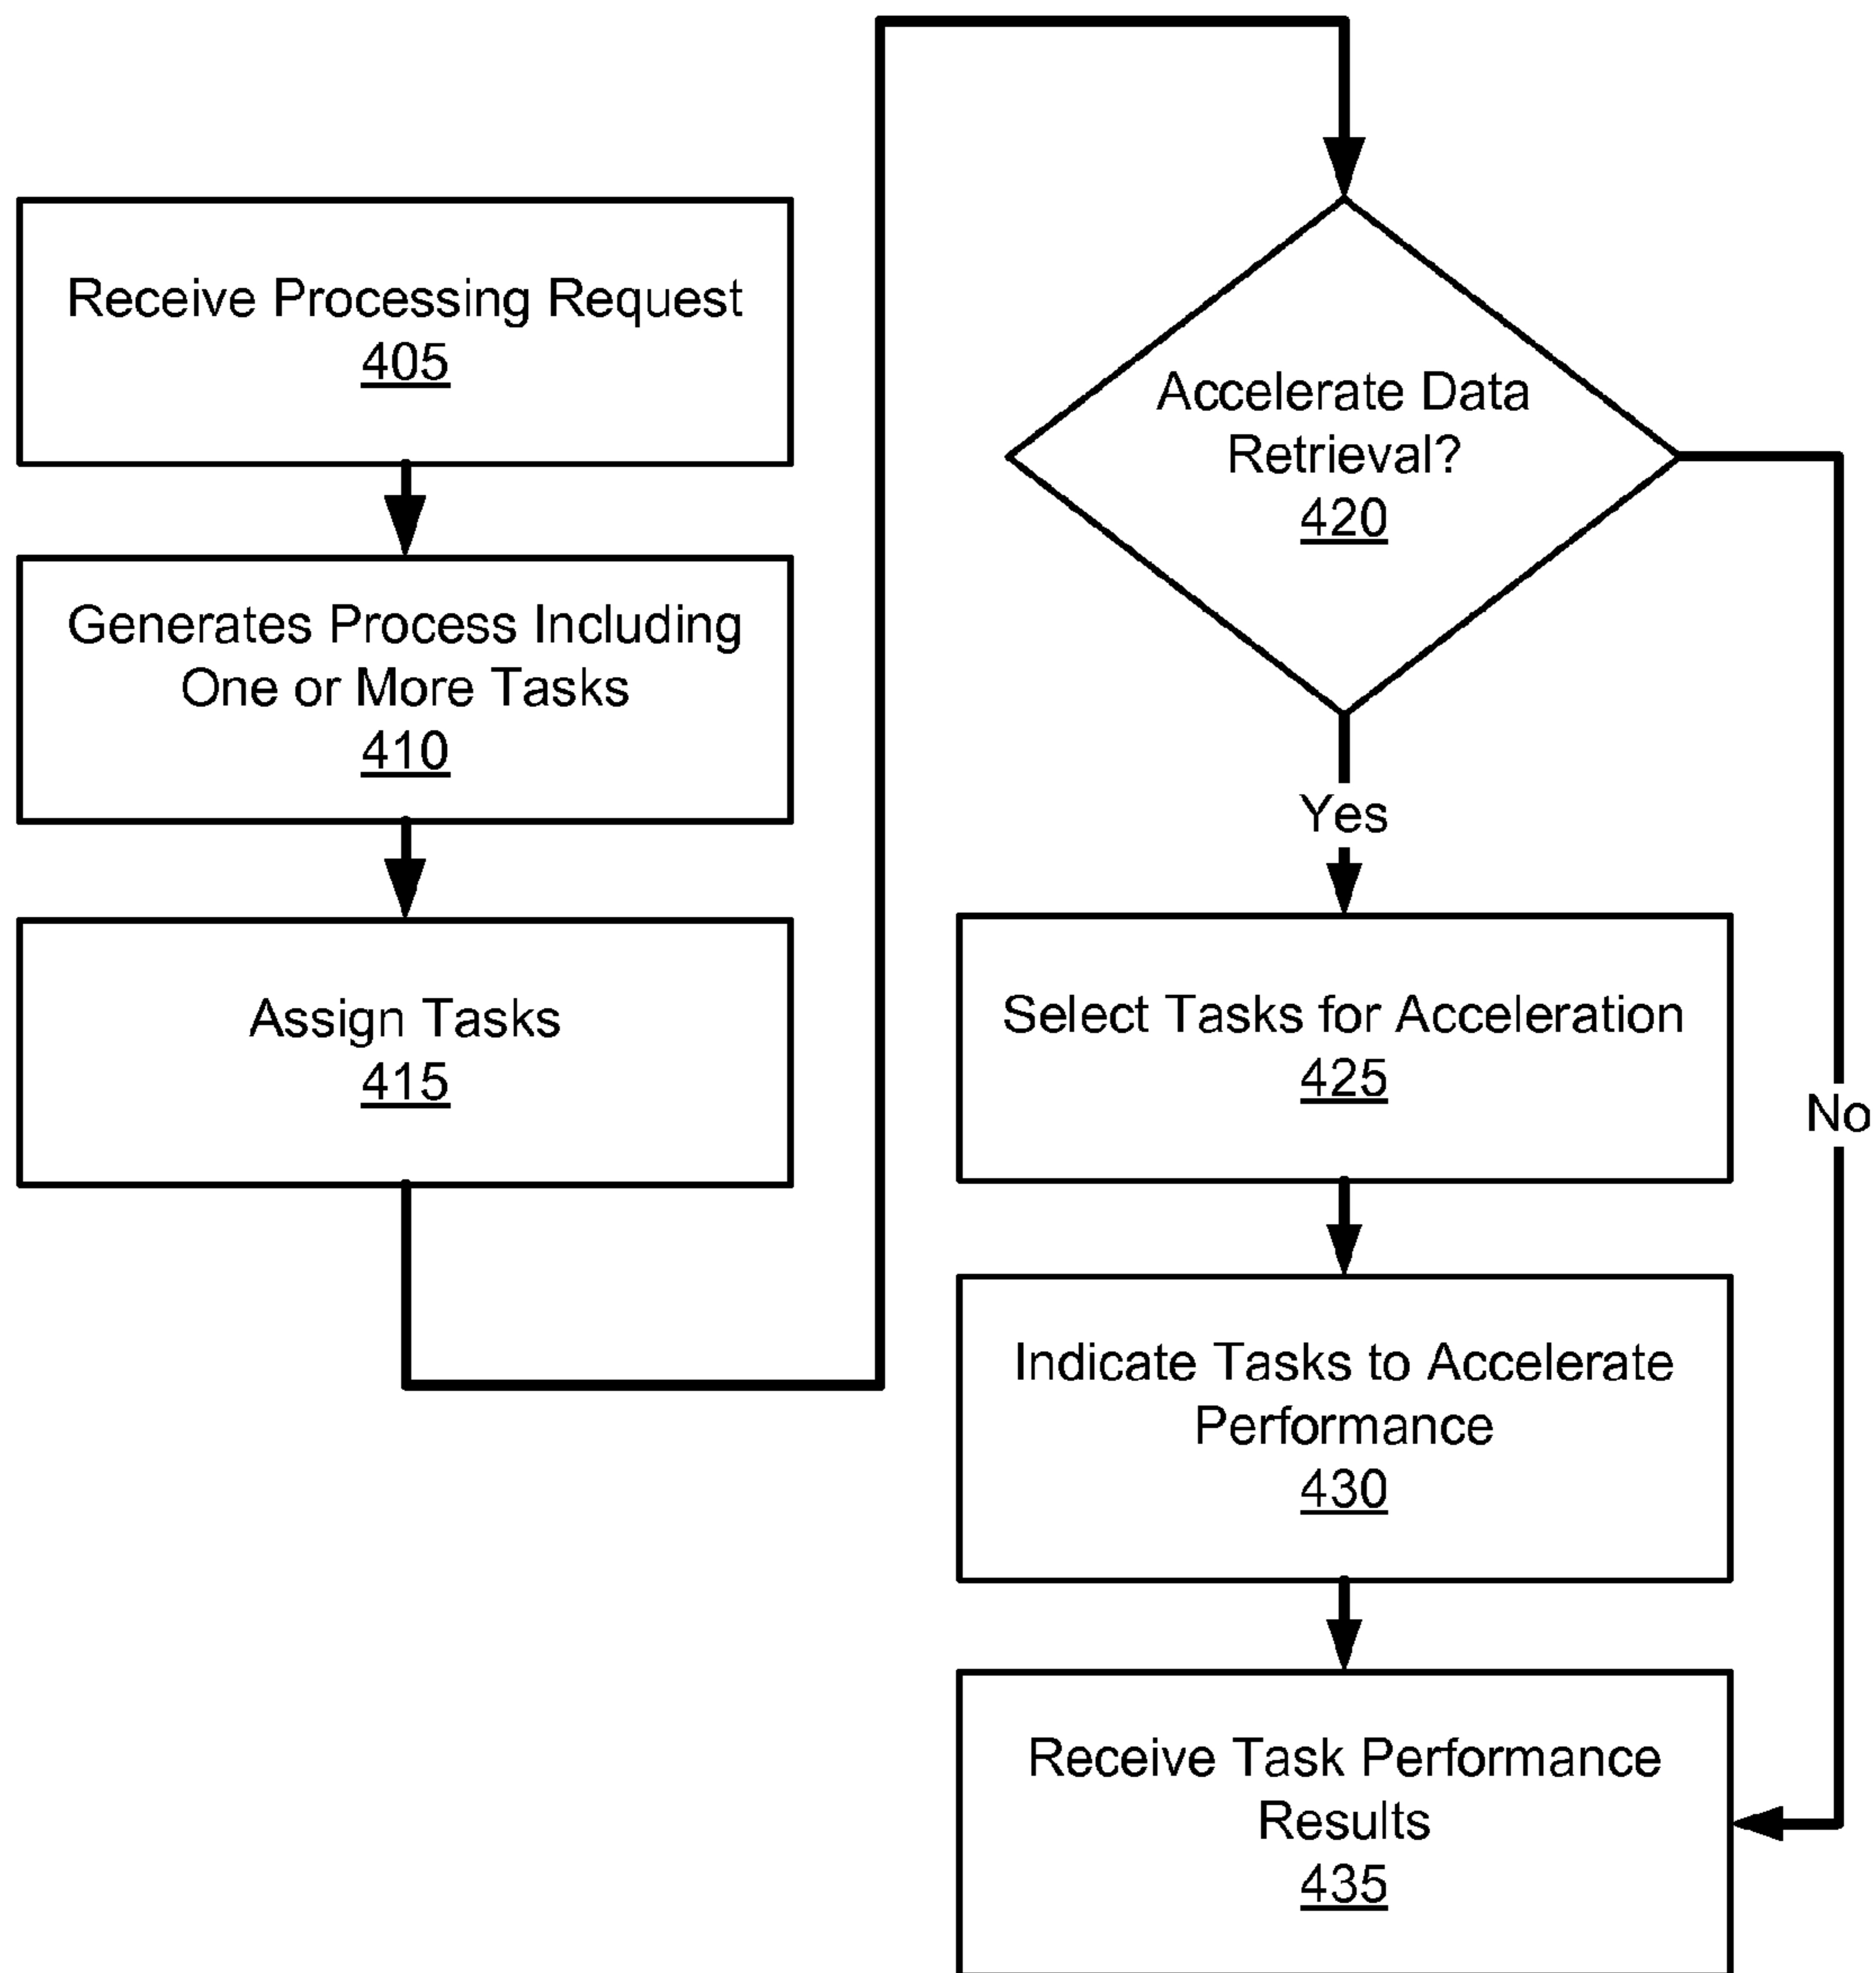 Receive Processing Request
405
Generates Process Including
One or More Tasks
410
Assign Tasks
415
Accelerate Data
Retrieval?
420
Yes
No
Select Tasks for Acceleration
425
Indicate Tasks to Accelerate
Performance
430
Receive Task Performance
Results
435